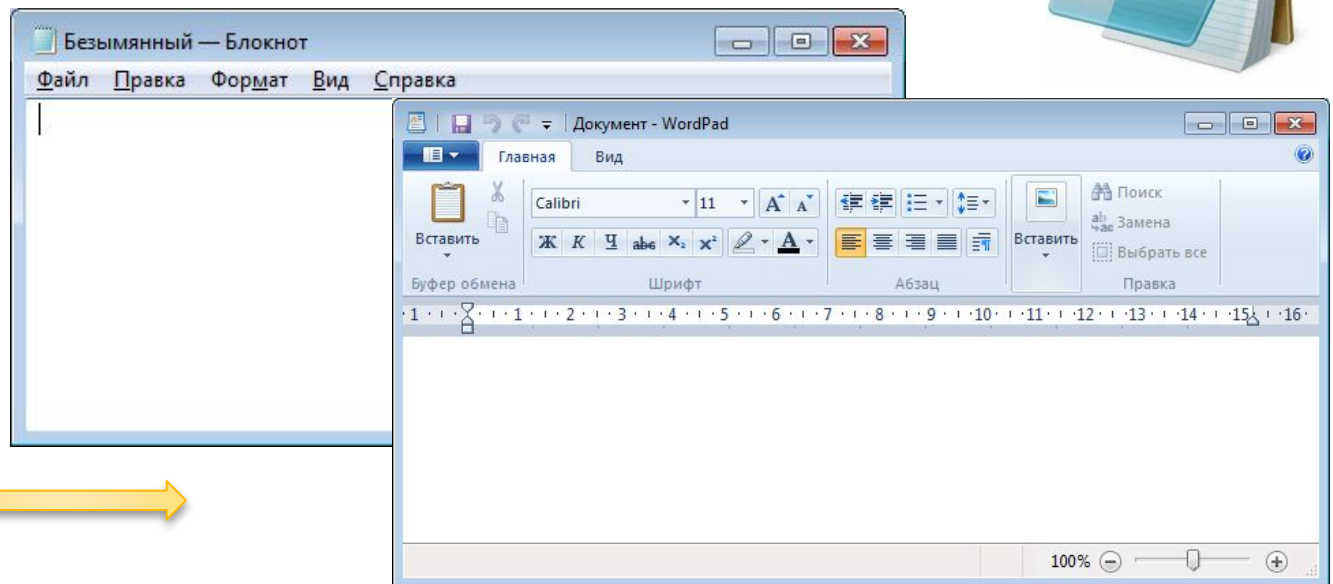 Безымянный — Блокнот
Файл Правка Формат Вид Справка
Документ - WordPad
Главная Вид
Calibri 11
Поиск
Замена
Выбрать все
Вставить
Ж К Ч abc X₂ x² A
Вставить
Буфер обмена Шрифт Абзац Правка
1 1 2 3 4 5 6 7 8 9 10 11 12 13 14 15 16
100%